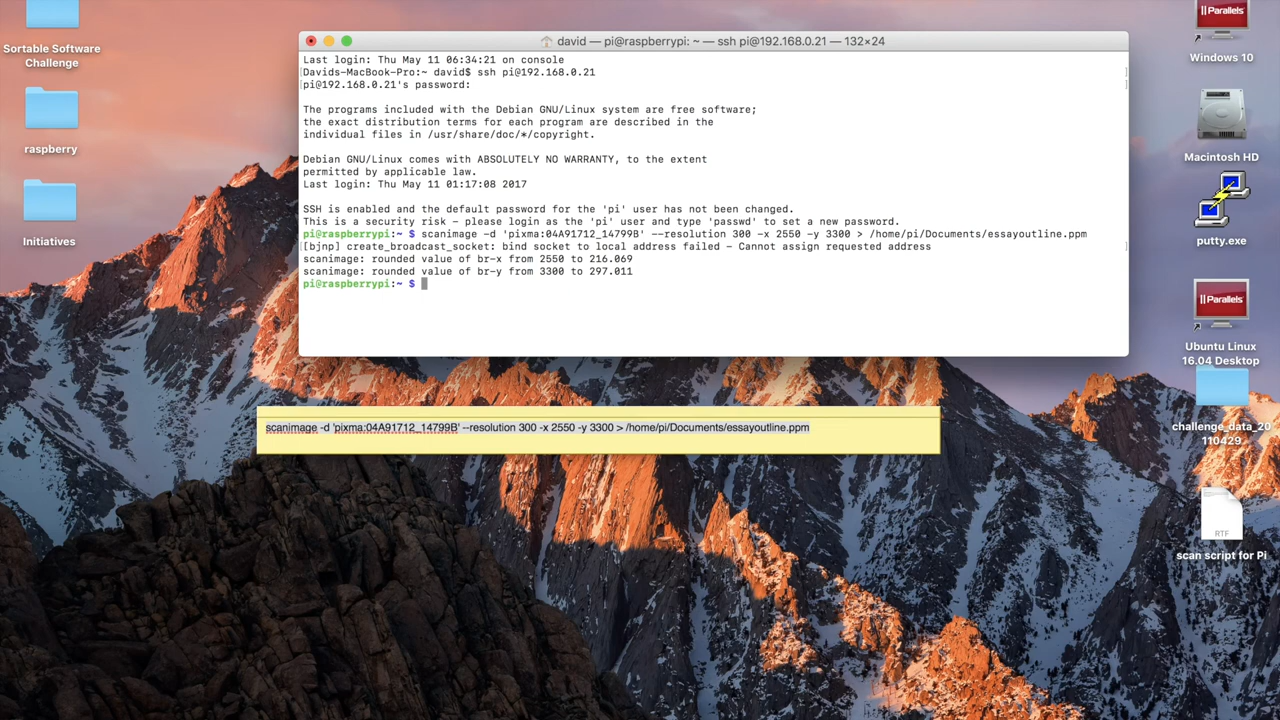 Sortable Software
Challenge
raspberry
Initiatives
david — pi@raspberrypi: ~ — ssh pi@192.168.0.21 — 132×24
Last login: Thu May 11 06:34:21 on console
[Davids-MacBook-Pro:~ david$ ssh pi@192.168.0.21 ]
[pi@192.168.0.21's password: ]
The programs included with the Debian GNU/Linux system are free software;
the exact distribution terms for each program are described in the
individual files in /usr/share/doc/*/copyright.
Debian GNU/Linux comes with ABSOLUTELY NO WARRANTY, to the extent
permitted by applicable law.
Last login: Thu May 11 01:17:08 2017
SSH is enabled and the default password for the 'pi' user has not been changed.
This is a security risk - please login as the 'pi' user and type 'passwd' to set a new password.
pi@raspberrypi:~ $ scanimage -d 'pixma:04A91712_14799B' --resolution 300 -x 2550 -y 3300 > /home/pi/Documents/essayoutline.ppm
[bjnp] create_broadcast_socket: bind socket to local address failed - Cannot assign requested address ]
scanimage: rounded value of br-x from 2550 to 216.069
scanimage: rounded value of br-y from 3300 to 297.011
pi@raspberrypi:~ $
scanimage -d 'pixma:04A91712_14799B' --resolution 300 -x 2550 -y 3300 > /home/pi/Documents/essayoutline.ppm
Parallels
Windows 10
Macintosh HD
putty.exe
Parallels
Ubuntu Linux
16.04 Desktop
challenge_data_20
110429
RTF
scan script for Pi